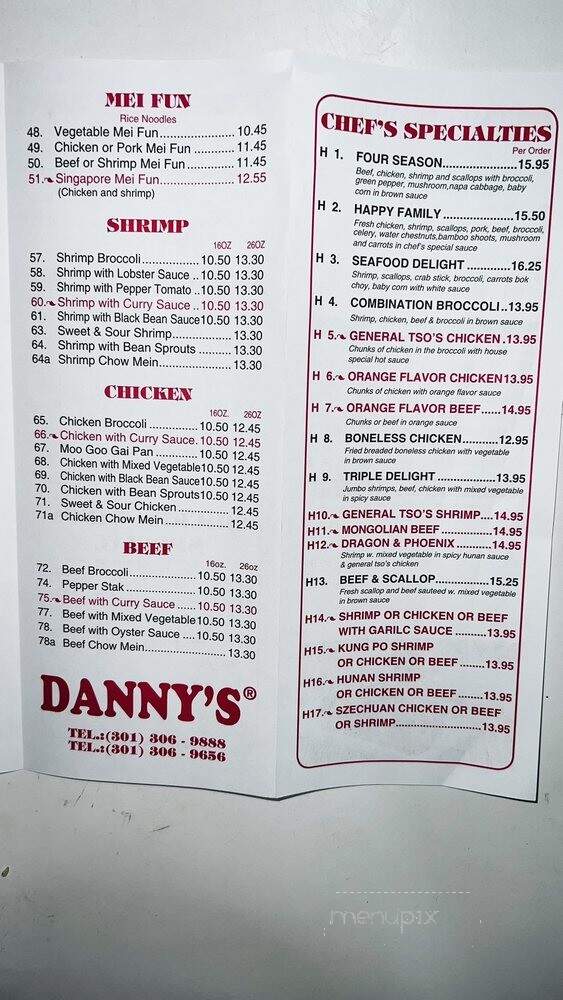 MEI FUN
Rice Noodles
48. Vegetable Mei Fun.................... 10.45
49. Chicken or Pork Mei Fun ............ 11.45
50. Beef or Shrimp Mei Fun ............. 11.45
51. Singapore Mei Fun.................... 12.55
(Chicken and shrimp)
SHRIMP
16OZ 26OZ
57. Shrimp Broccoli............... 10.50 13.30
58. Shrimp with Lobster Sauce .. 10.50 13.30
59. Shrimp with Pepper Tomato .. 10.50 13.30
60. Shrimp with Curry Sauce .. 10.50 13.30
61. Shrimp with Black Bean Sauce 10.50 13.30
63. Sweet & Sour Shrimp.................. 13.30
64. Shrimp with Bean Sprouts .......... 13.30
64a Shrimp Chow Mein..................... 13.30
CHICKEN
16OZ. 26OZ
65. Chicken Broccoli ............... 10.50 12.45
66. Chicken with Curry Sauce. 10.50 12.45
67. Moo Goo Gai Pan ............ 10.50 12.45
68. Chicken with Mixed Vegetable 10.50 12.45
69. Chicken with Black Bean Sauce 10.50 12.45
70. Chicken with Bean Sprouts 10.50 12.45
71. Sweet & Sour Chicken ................ 12.45
71a Chicken Chow Mein.................. 12.45
BEEF
16oz. 26oz
72. Beef Broccoli.................... 10.50 13.30
74. Pepper Stak .................... 10.50 13.30
75. Beef with Curry Sauce ...... 10.50 13.30
77. Beef with Mixed Vegetable 10.50 13.30
78. Beef with Oyster Sauce .... 10.50 13.30
78a Beef Chow Mein........................ 13.30
DANNY'S®
TEL.:(301) 306 - 9888
TEL.:(301) 306 - 9656
CHEF'S SPECIALTIES
Per Order
H 1. FOUR SEASON.................... 15.95
Beef, chicken, shrimp and scallops with broccoli,
green pepper, mushroom,napa cabbage, baby
corn in brown sauce
H 2. HAPPY FAMILY ................... 15.50
Fresh chicken, shrimp, scallops, pork, beef, broccoli,
celery, water chestnuts,bamboo shoots, mushroom
and carrots in chef's special sauce
H 3. SEAFOOD DELIGHT ............. 16.25
Shrimp, scallops, crab stick, broccoli, carrots bok
choy, baby corn with white sauce
H 4. COMBINATION BROCCOLI.. 13.95
Shrimp, chicken, beef & broccoli in brown sauce
H 5. GENERAL TSO'S CHICKEN . 13.95
Chunks of chicken in the broccoli with house
special hot sauce
H 6. ORANGE FLAVOR CHICKEN 13.95
Chunks of chicken with orange flavor sauce
H 7. ORANGE FLAVOR BEEF...... 14.95
Chunks or beef in orange sauce
H 8. BONELESS CHICKEN............ 12.95
Fried breaded boneless chicken with vegetable
in brown sauce
H 9. TRIPLE DELIGHT .................. 13.95
Jumbo shrimps, beef, chicken with mixed vegetable
in spicy sauce
H10. GENERAL TSO'S SHRIMP.... 14.95
H11. MONGOLIAN BEEF ................ 14.95
H12. DRAGON & PHOENIX ............ 14.95
Shrimp w. mixed vegetable in spicy hunan sauce
& general tso's chicken
H13. BEEF & SCALLOP................. 15.25
Fresh scallop and beef sauteed w. mixed vegetable
in brown sauce
H14. SHRIMP OR CHICKEN OR BEEF
WITH GARILC SAUCE .......... 13.95
H15. KUNG PO SHRIMP
OR CHICKEN OR BEEF ........ 13.95
H16. HUNAN SHRIMP
OR CHICKEN OR BEEF ........ 13.95
H17. SZECHUAN CHICKEN OR BEEF
OR SHRIMP........................... 13.95
menupix